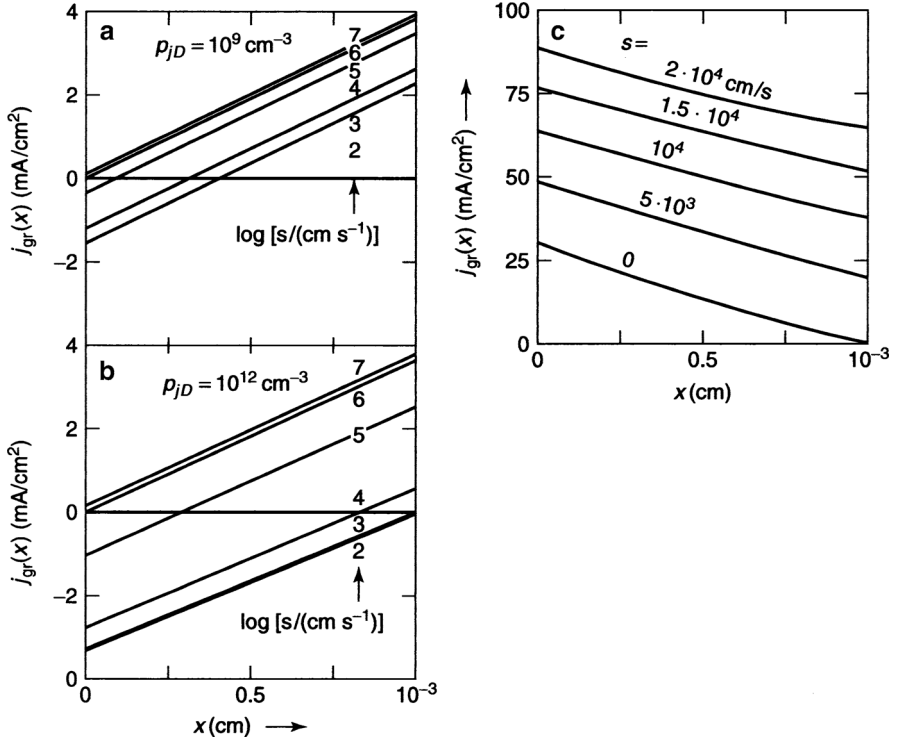 a
p_jD = 10^9 cm^−3
4
2
0
−2
7
6
5
4
3
2
log [s/(cm s^−1)]
j_gr(x) (mA/cm^2)
b
p_jD = 10^12 cm^−3
4
2
0
−2
0
7
6
5
4
3
2
log [s/(cm s^−1)]
j_gr(x) (mA/cm^2)
0
0.5
10^−3
x (cm)
c
s =
2 · 10^4 cm/s
1.5 · 10^4
10^4
5 · 10^3
0
100
75
50
25
0
j_gr(x) (mA/cm^2)
0
0.5
10^−3
x (cm)